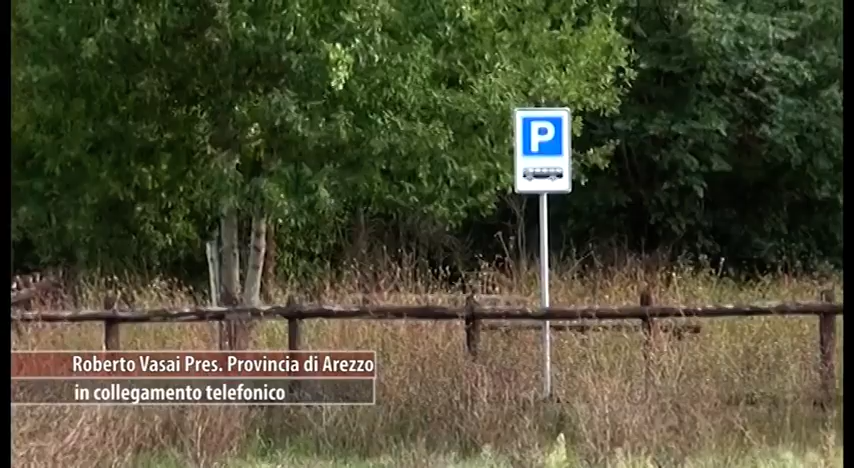 P
Roberto Vasai Pres. Provincia di Arezzo
in collegamento telefonico